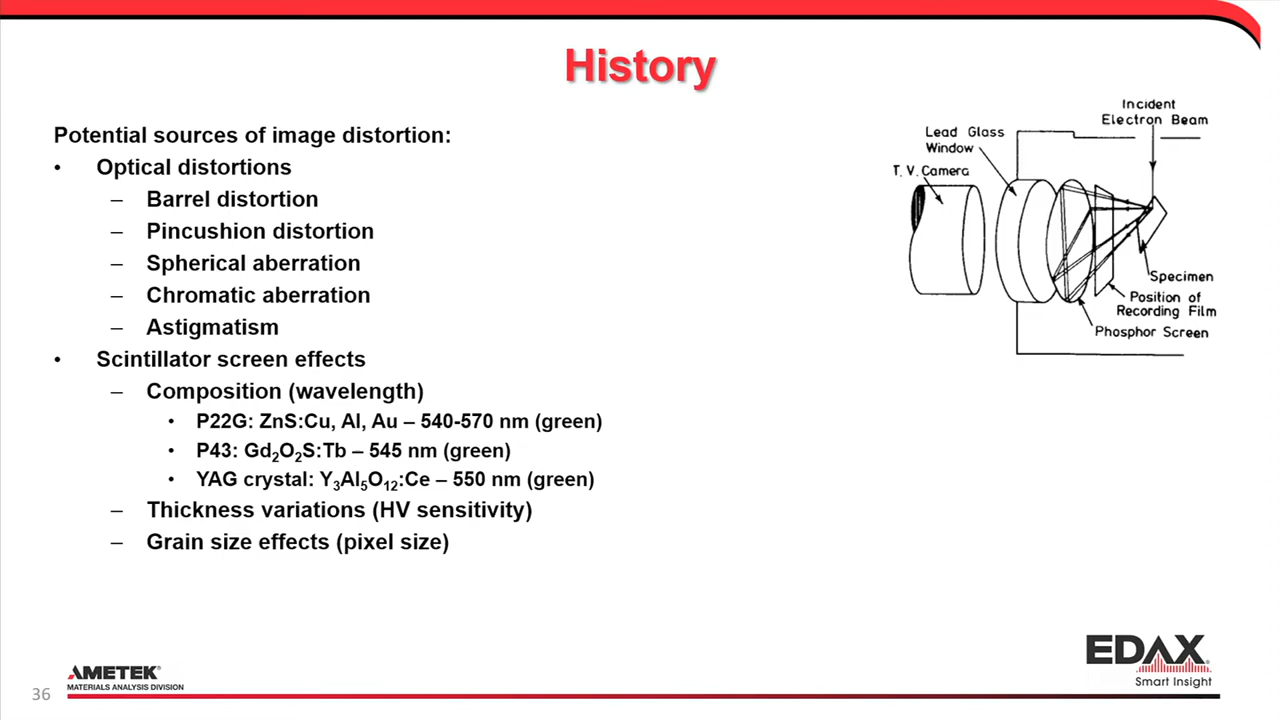 History
Potential sources of image distortion:
• Optical distortions
– Barrel distortion
– Pincushion distortion
– Spherical aberration
– Chromatic aberration
– Astigmatism
• Scintillator screen effects
– Composition (wavelength)
• P22G: ZnS:Cu, Al, Au – 540-570 nm (green)
• P43: Gd₂O₂S:Tb – 545 nm (green)
• YAG crystal: Y₃Al₅O₁₂:Ce – 550 nm (green)
– Thickness variations (HV sensitivity)
– Grain size effects (pixel size)
Incident
Electron Beam
Lead Glass
Window
T.V. Camera
Specimen
Position of
Recording Film
Phosphor Screen
36
AMETEK®
MATERIALS ANALYSIS DIVISION
EDAX®
Smart Insight